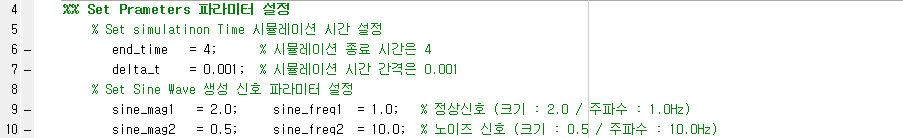 4 %% Set Prameters 파라미터 설정
5 % Set simulatinon Time 시뮬레이션 시간 설정
6 – end_time = 4; % 시뮬레이션 종료 시간은 4
7 – delta_t = 0.001; % 시뮬레이션 시간 간격은 0.001
8 % Set Sine Wave 생성 신호 파라미터 설정
9 – sine_mag1 = 2.0; sine_freq1 = 1.0; % 정상신호 (크기 : 2.0 / 주파수 : 1.0Hz)
10 – sine_mag2 = 0.5; sine_freq2 = 10.0; % 노이즈 신호 (크기 : 0.5 / 주파수 : 10.0Hz)